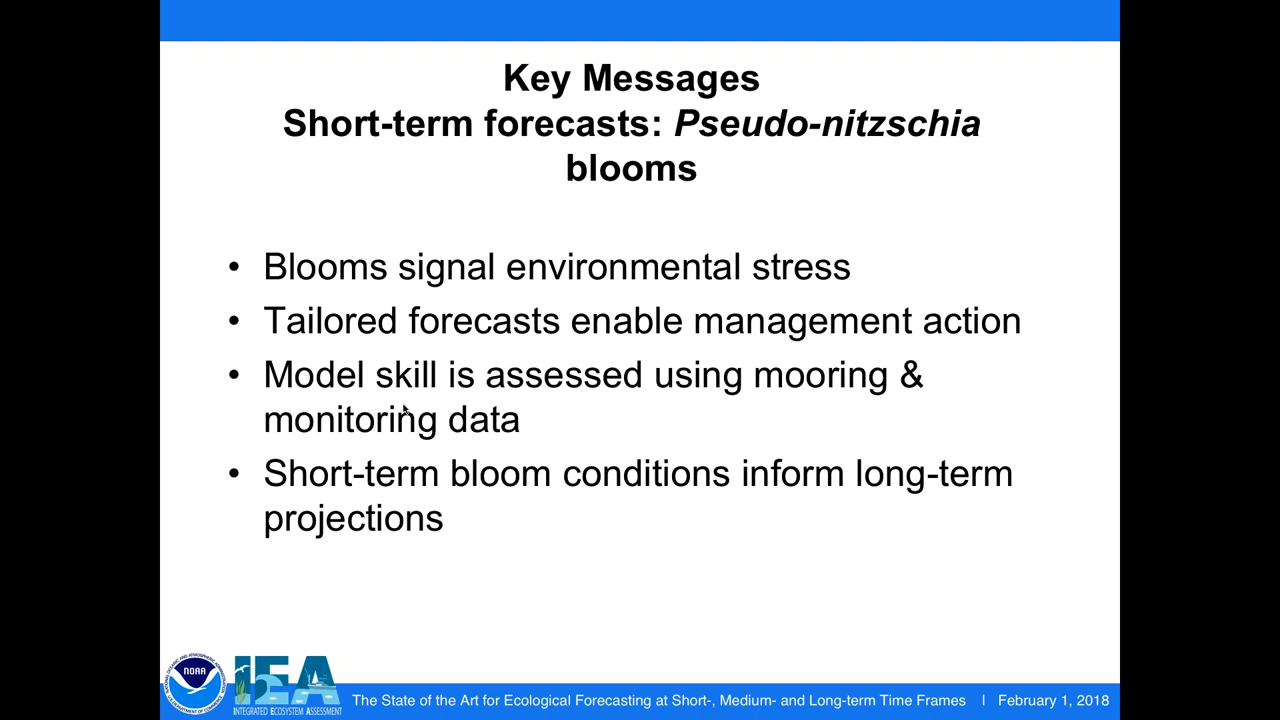 Key Messages
Short-term forecasts: Pseudo-nitzschia
blooms
• Blooms signal environmental stress
• Tailored forecasts enable management action
• Model skill is assessed using mooring &
monitoring data
• Short-term bloom conditions inform long-term
projections
NOAA
IEA
INTEGRATED ECOSYSTEM ASSESSMENT
The State of the Art for Ecological Forecasting at Short-, Medium- and Long-term Time Frames | February 1, 2018